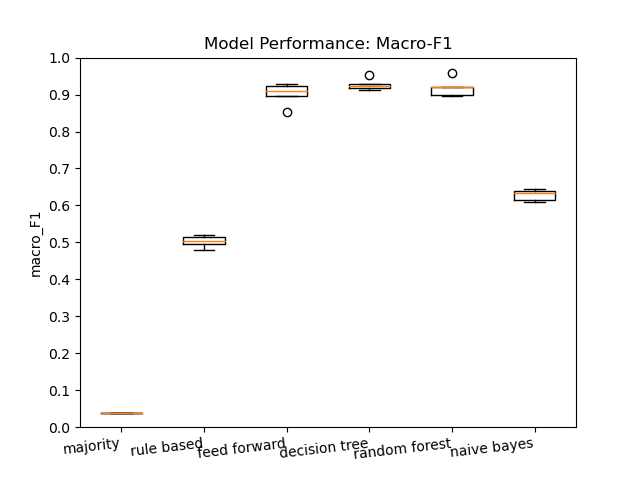 Model Performance: Macro-F1
macro_F1
1.0
0.9
0.8
0.7
0.6
0.5
0.4
0.3
0.2
0.1
0.0
majority
rule based
feed forward
decision tree
random forest
naive bayes